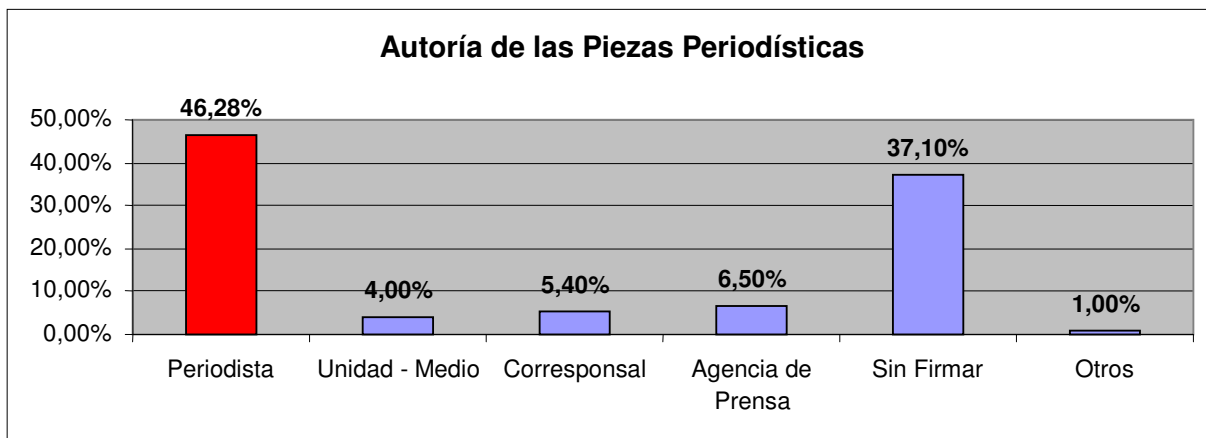 Autoría de las Piezas Periodísticas
46,28%
4,00%
5,40%
6,50%
37,10%
1,00%
50,00%
40,00%
30,00%
20,00%
10,00%
0,00%
Periodista
Unidad - Medio
Corresponsal
Agencia de
Prensa
Sin Firmar
Otros